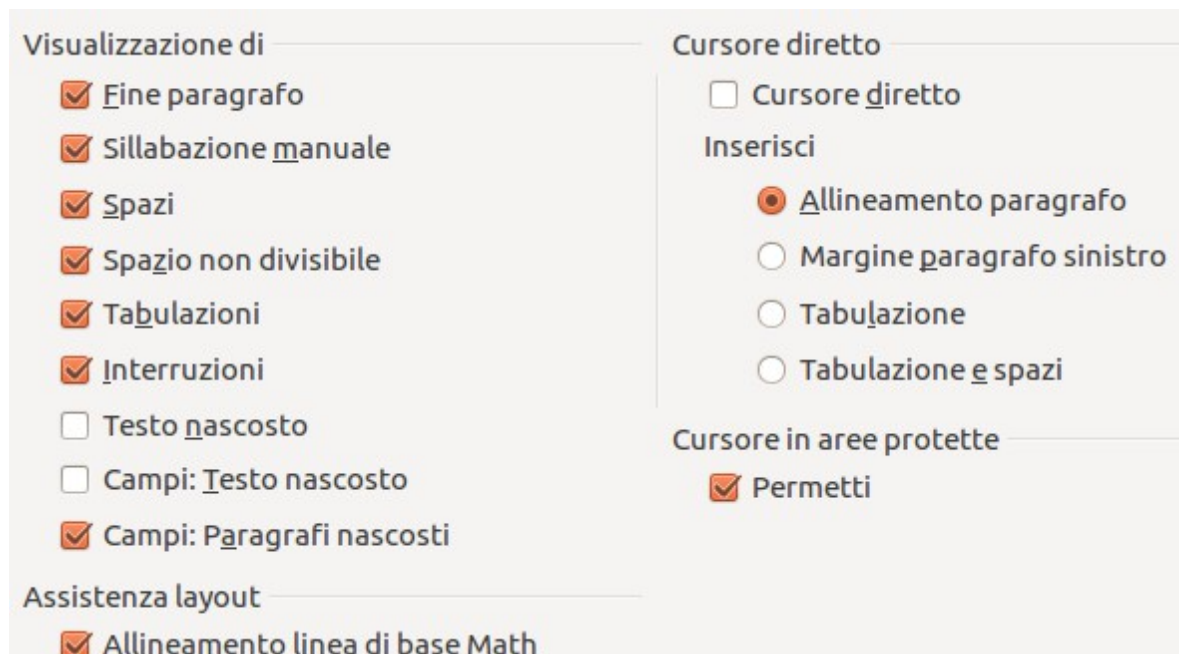 Visualizzazione di
Fine paragrafo
Sillabazione manuale
Spazi
Spazio non divisibile
Tabulazioni
Interruzioni
Testo nascosto
Campi: Testo nascosto
Campi: Paragrafi nascosti
Assistenza layout
Allineamento linea di base Math
Cursore diretto
Cursore diretto
Inserisci
Allineamento paragrafo
Margine paragrafo sinistro
Tabulazione
Tabulazione e spazi
Cursore in aree protette
Permetti